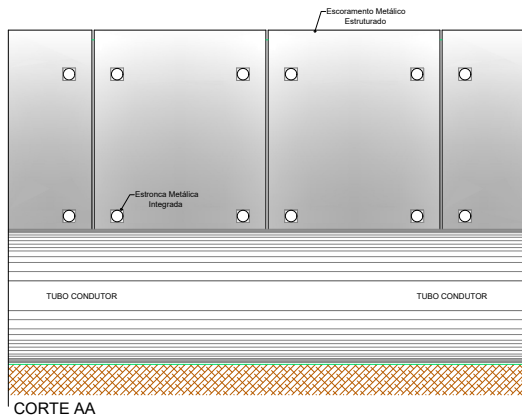 Escoramento Metálico
Estruturado
Estronca Metálica
Integrada
TUBO CONDUTOR
TUBO CONDUTOR
CORTE AA